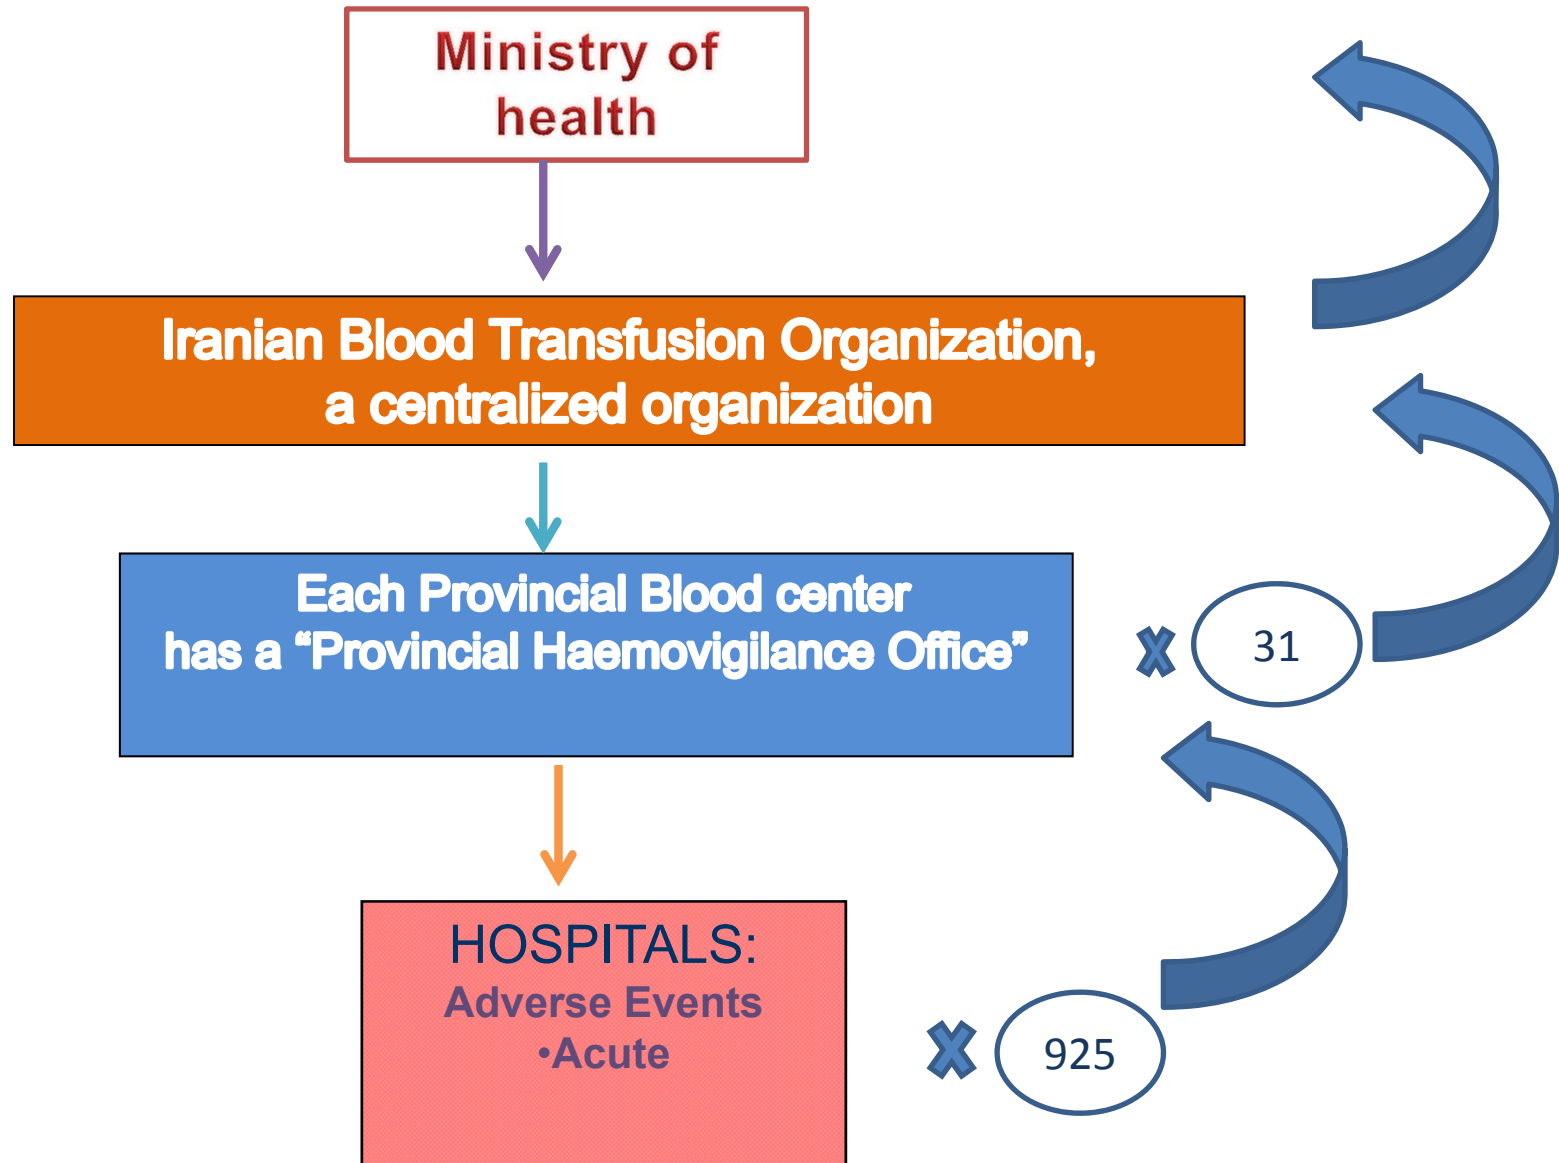 Ministry of
health
Iranian Blood Transfusion Organization,
a centralized organization
Each Provincial Blood center
has a “Provincial Haemovigilance Office”
31
HOSPITALS:
Adverse Events
•Acute
925